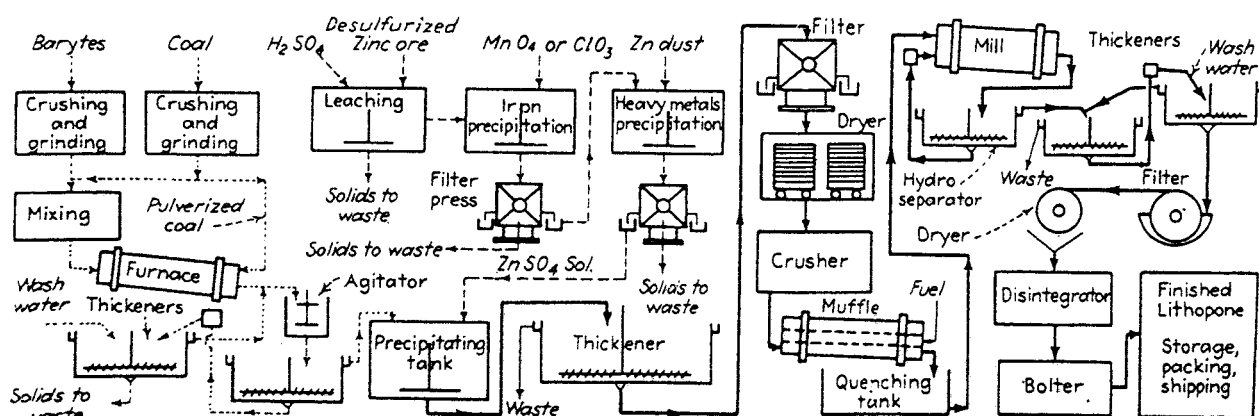 Barytes
Coal
H2SO4
Desulfurized
Zinc ore
MnO4 or ClO3
Zn dust
Crushing
and
grinding
Crushing
and
grinding
Leaching
Iron
precipitation
Heavy metals
precipitation
Mixing
Pulverized
coal
Solids to
waste
Filter
press
Solids to waste
ZnSO4 Sol.
Solids to
waste
Furnace
Wash
water
Thickeners
Agitator
Precipitating
tank
Thickener
Solids to
waste
Waste
Filter
Dryer
Crusher
Muffle
Fuel
Quenching
tank
Mill
Thickeners
Wash
water
Hydro
separator
Waste
Filter
Dryer
Disintegrator
Bolter
Finished
Lithopone
Storage,
packing,
shipping